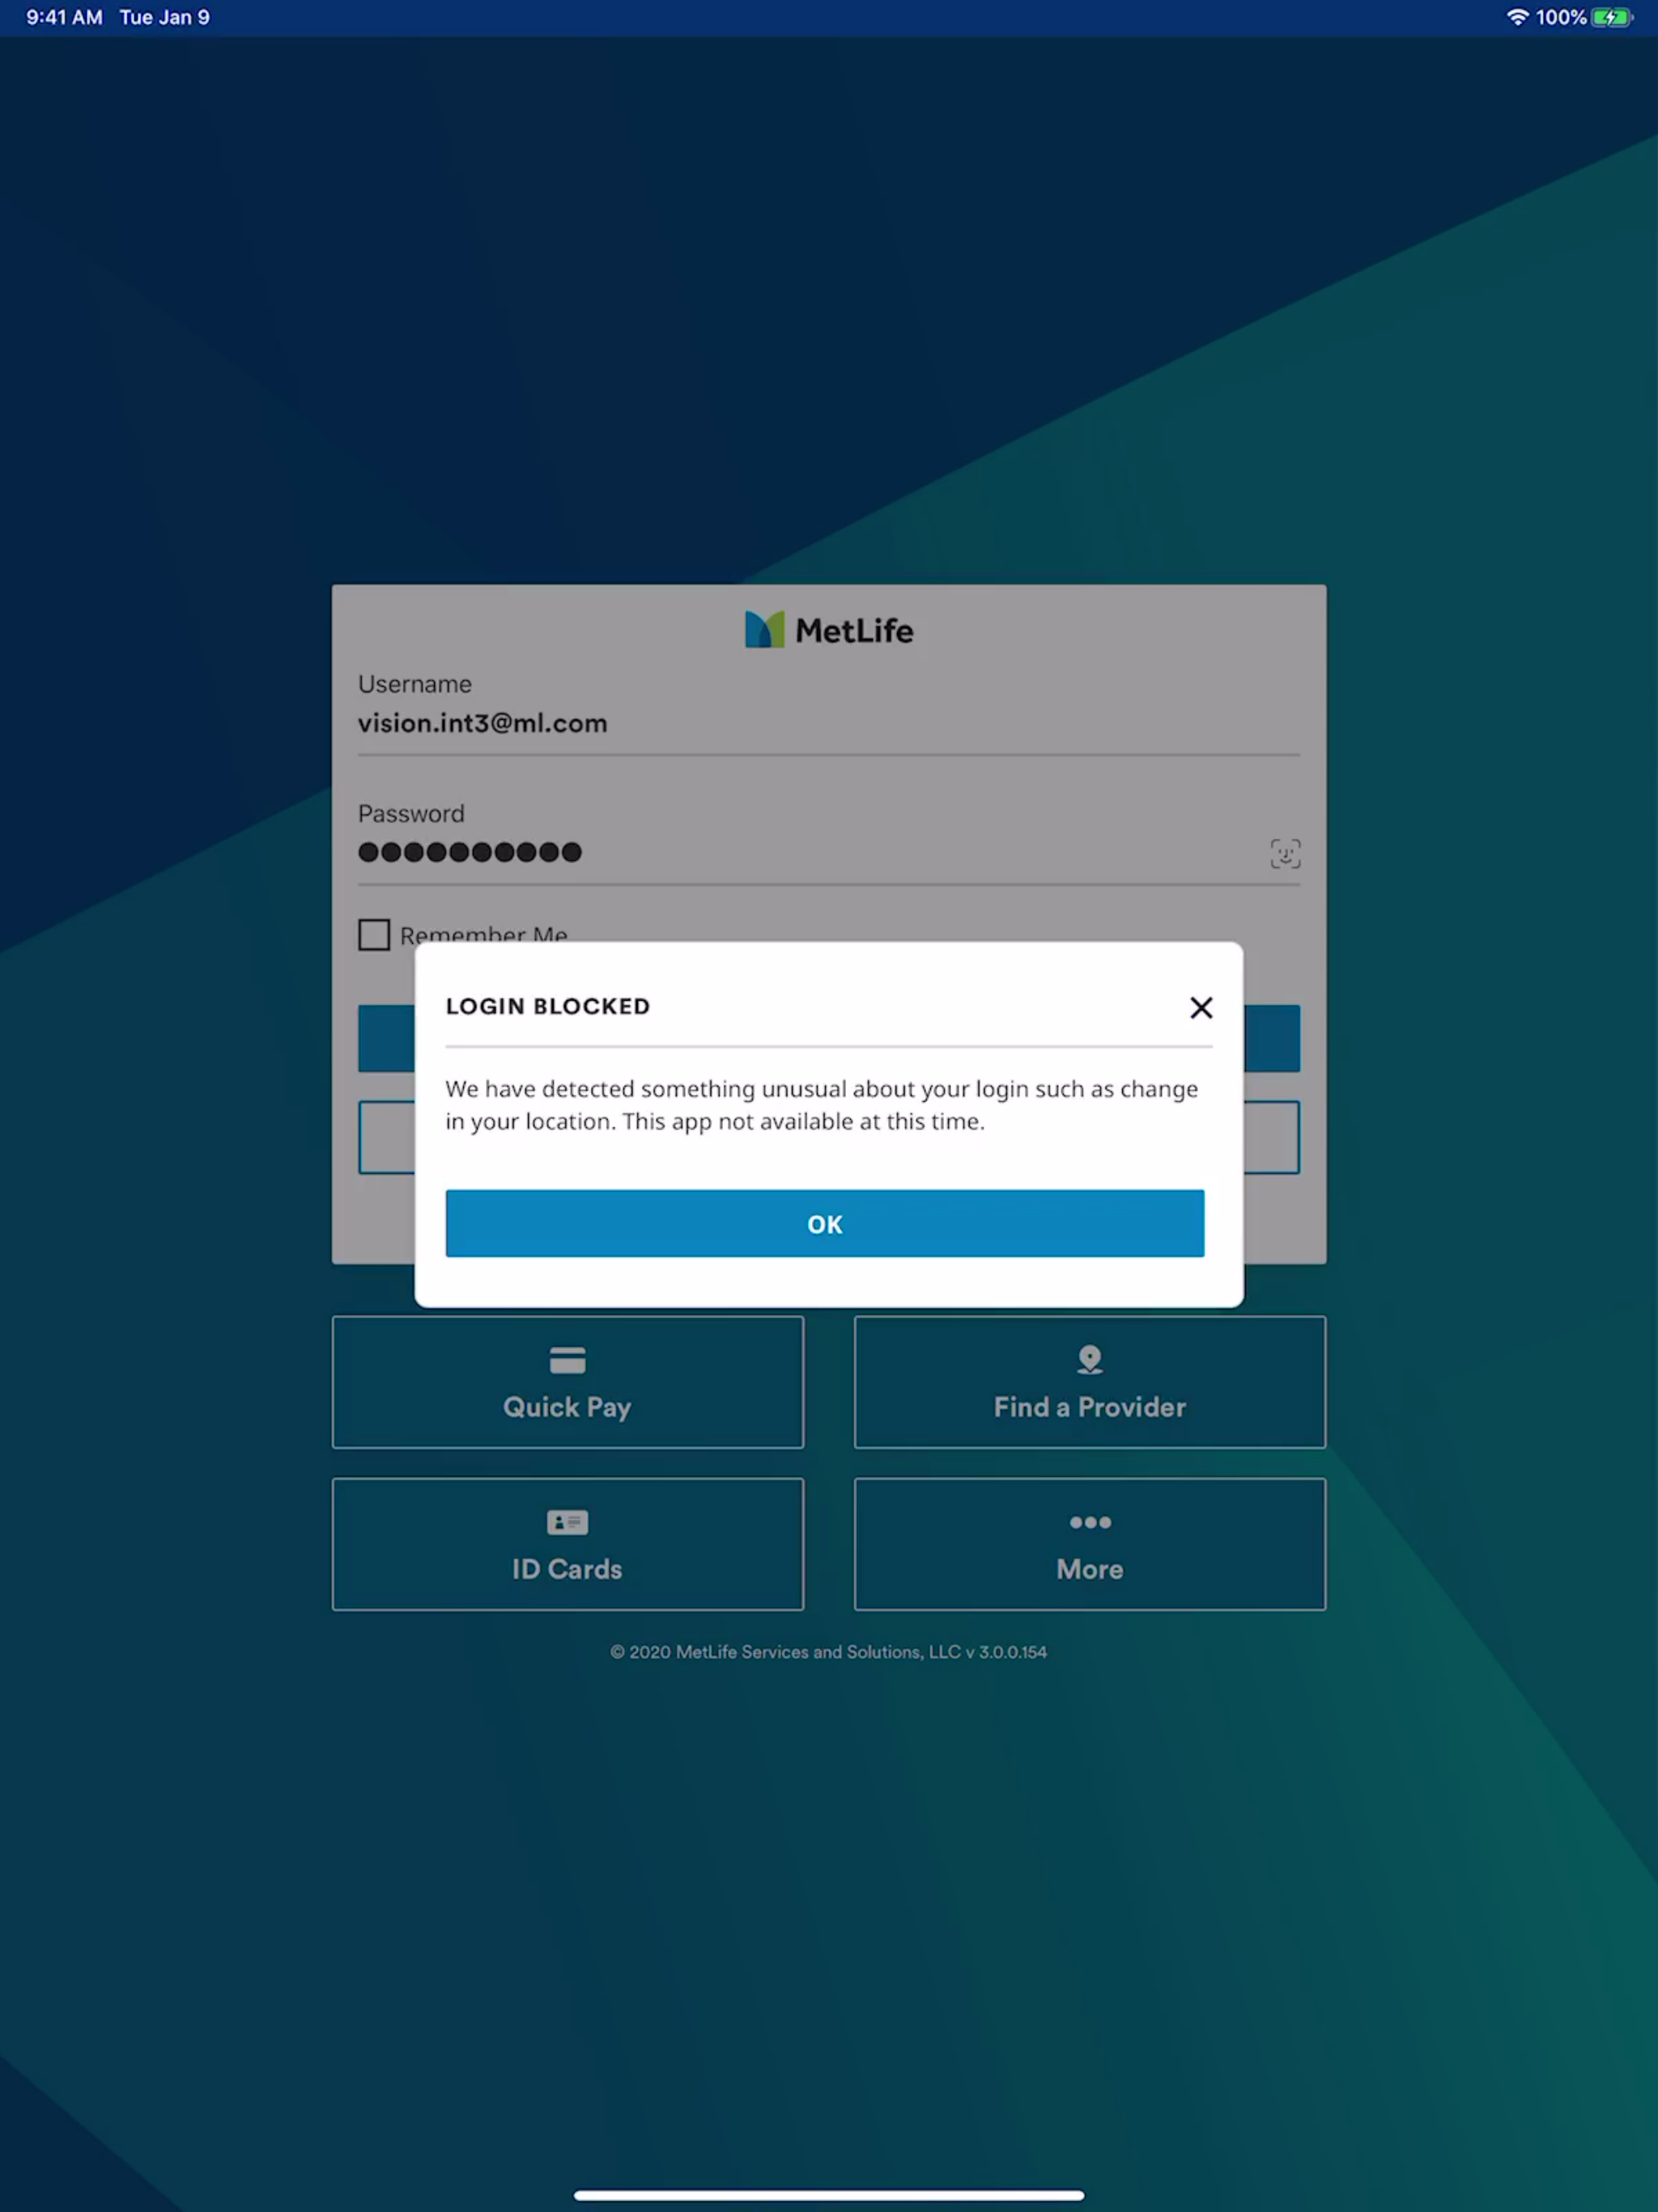 9:41 AM Tue Jan 9
100%
MetLife
Username
vision.int3@ml.com
Password
Remember Me
LOGIN BLOCKED
We have detected something unusual about your login such as change
in your location. This app not available at this time.
OK
Quick Pay
Find a Provider
ID Cards
More
© 2020 MetLife Services and Solutions, LLC v 3.0.0.154